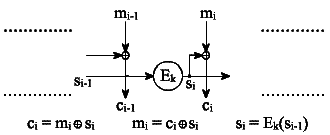 mᵢ₋₁ mᵢ
sᵢ₋₁ Eₖ sᵢ
cᵢ₋₁ cᵢ
cᵢ = mᵢ⊕sᵢ mᵢ = cᵢ⊕sᵢ sᵢ = Eₖ(sᵢ₋₁)